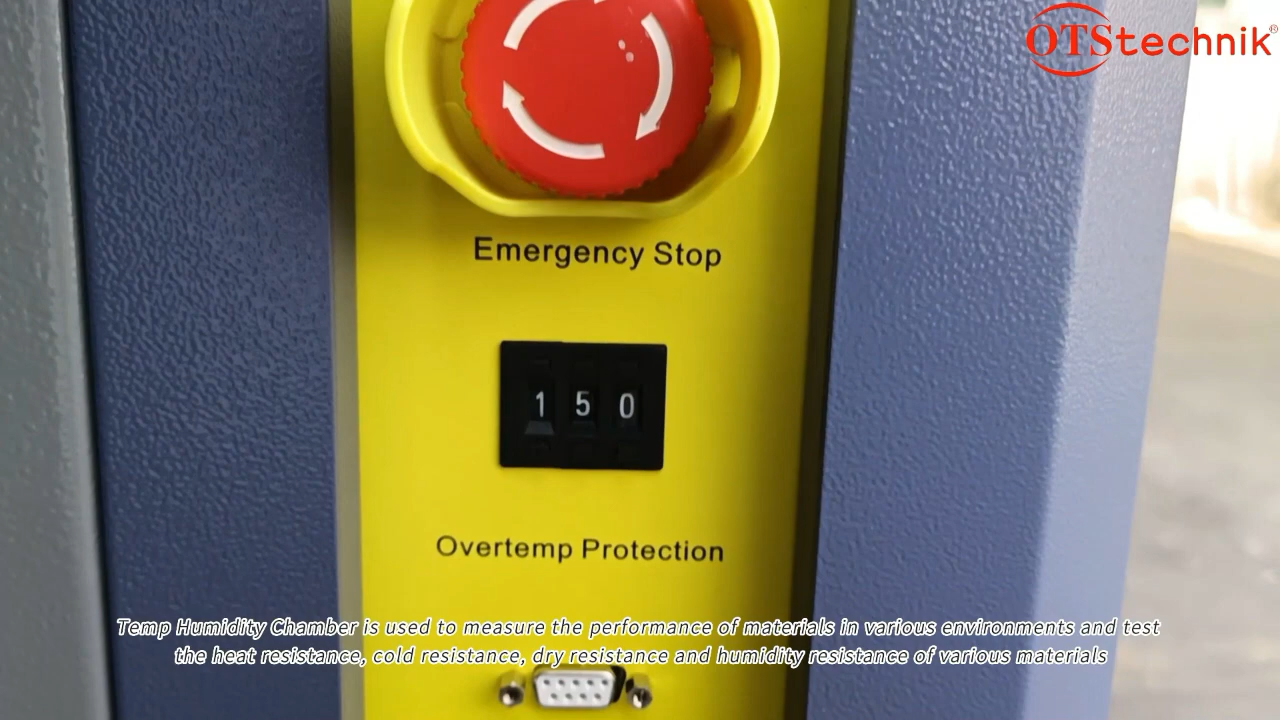 OTStechnik®
Emergency Stop
150
Overtemp Protection
Temp Humidity Chamber is used to measure the performance of materials in various environments and test
the heat resistance, cold resistance, dry resistance and humidity resistance of various materials